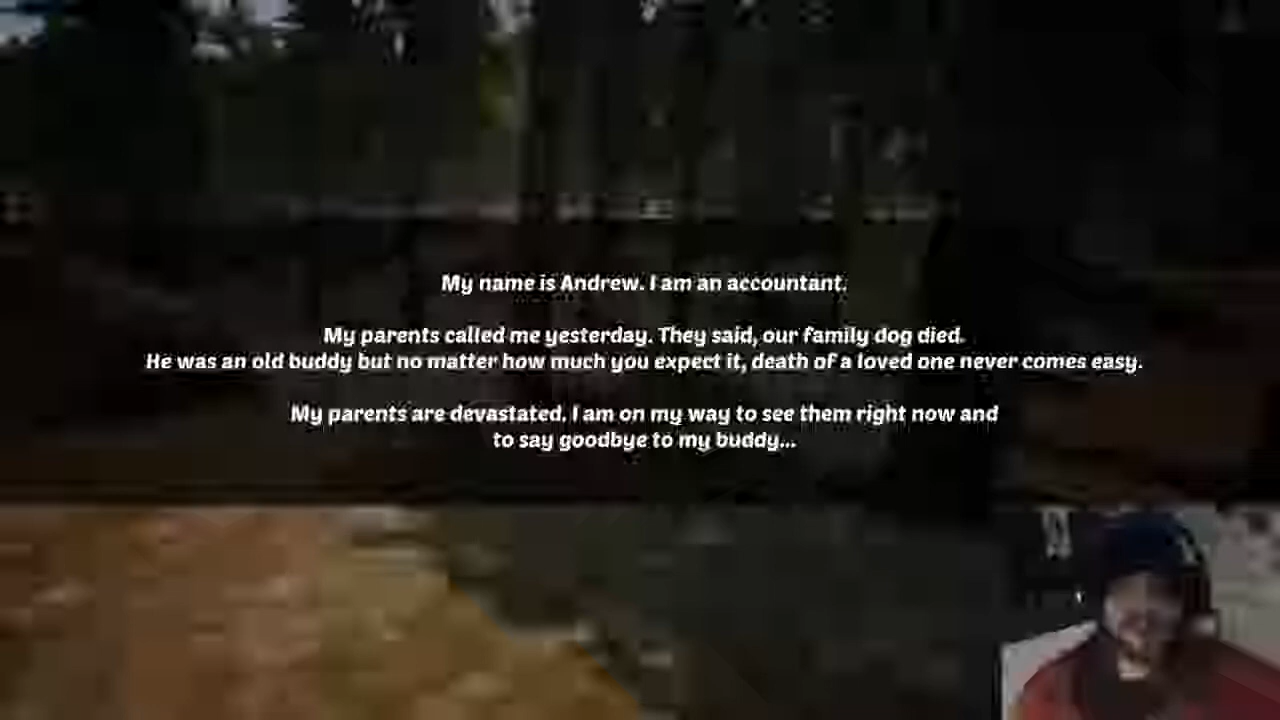 My name is Andrew. I am an accountant.
My parents called me yesterday. They said, our family dog died.
He was an old buddy but no matter how much you expect it, death of a loved one never comes easy.
My parents are devastated. I am on my way to see them right now and
to say goodbye to my buddy...